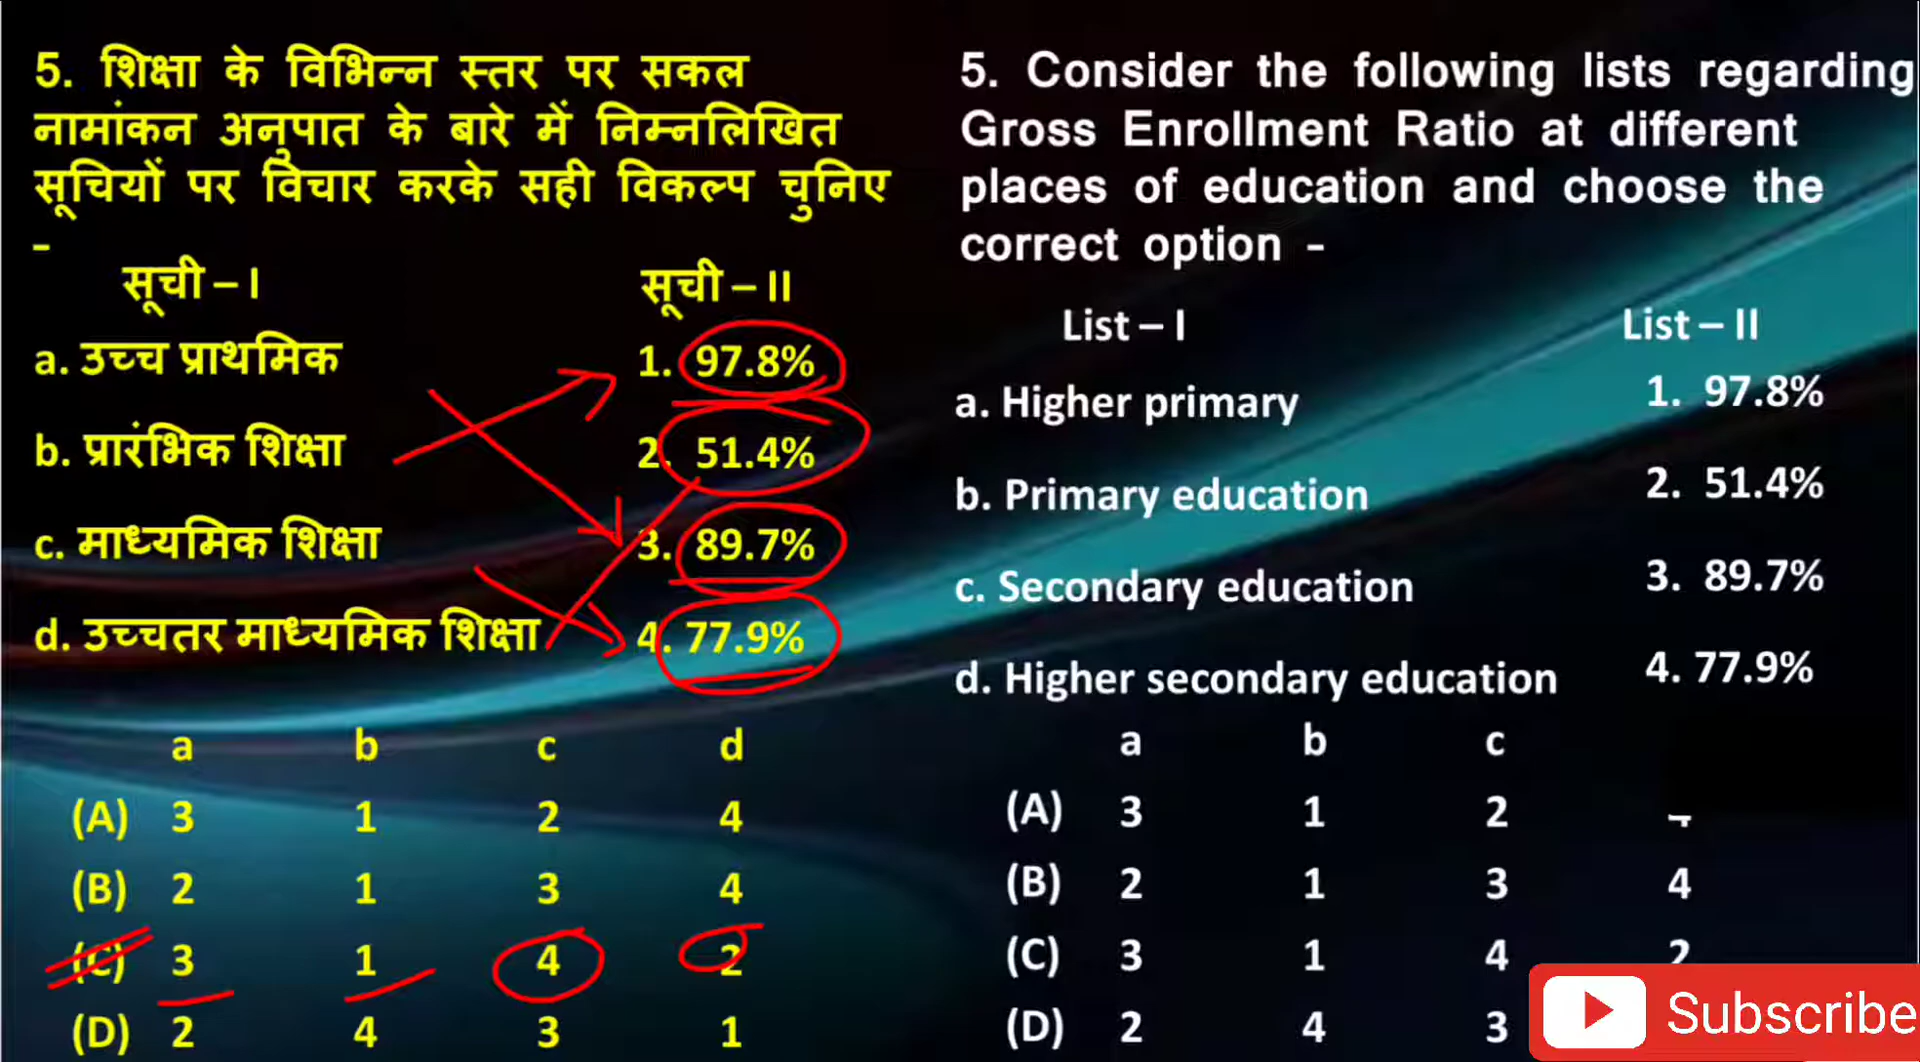 5. शिक्षा के विभिन्न स्तर पर सकल
नामांकन अनुपात के बारे में निम्नलिखित
सूचियों पर विचार करके सही विकल्प चुनिए
-
सूची – I सूची – II
a. उच्च प्राथमिक 1. 97.8%
b. प्रारंभिक शिक्षा 2. 51.4%
c. माध्यमिक शिक्षा 3. 89.7%
d. उच्चतर माध्यमिक शिक्षा 4. 77.9%
a b c d
(A) 3 1 2 4
(B) 2 1 3 4
(C) 3 1 4 2
(D) 2 4 3 1
5. Consider the following lists regarding
Gross Enrollment Ratio at different
places of education and choose the
correct option -
List – I List – II
a. Higher primary 1. 97.8%
b. Primary education 2. 51.4%
c. Secondary education 3. 89.7%
d. Higher secondary education 4. 77.9%
a b c
(A) 3 1 2
(B) 2 1 3 4
(C) 3 1 4 2
(D) 2 4 3
Subscribe